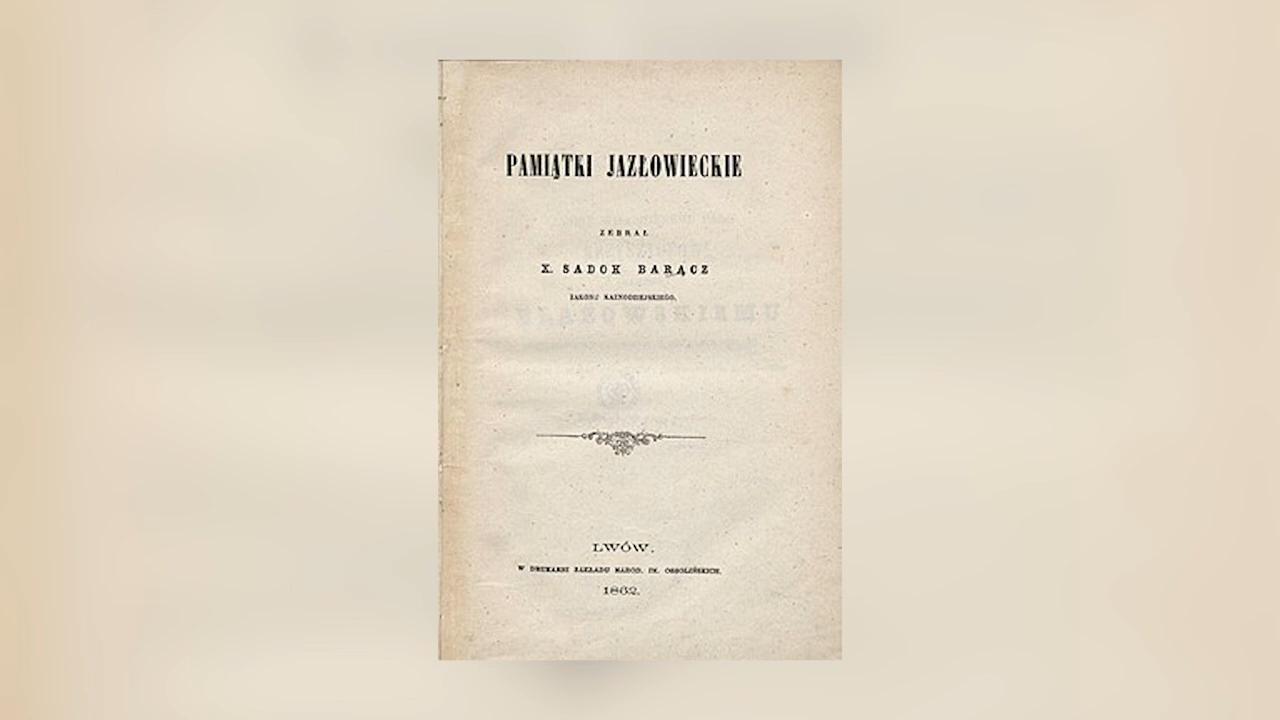 PAMIĄTKI JAZŁOWIECKIE
ZEBRAŁ
X. SADOK BARĄCZ
ZAKONU KAZNODZIEJSKIEGO.
LWÓW.
W DRUKARNI ZAKŁADU NAROD. IM. OSSOLIŃSKICH.
1862.